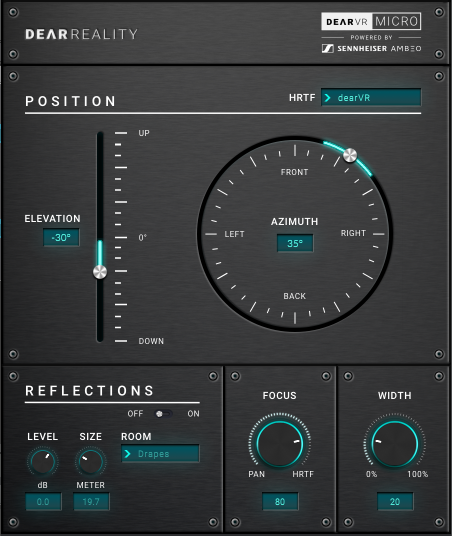 DEARREALITY
DEARVR MICRO
POWERED BY
SENNHEISER AMBEO
POSITION
HRTF dearVR
UP
ELEVATION
-30°
0°
DOWN
FRONT
AZIMUTH
LEFT
35°
RIGHT
BACK
REFLECTIONS
OFF ON
LEVEL SIZE ROOM
Drapes
dB METER
0.0 19.7
FOCUS
PAN HRTF
80
WIDTH
0% 100%
20